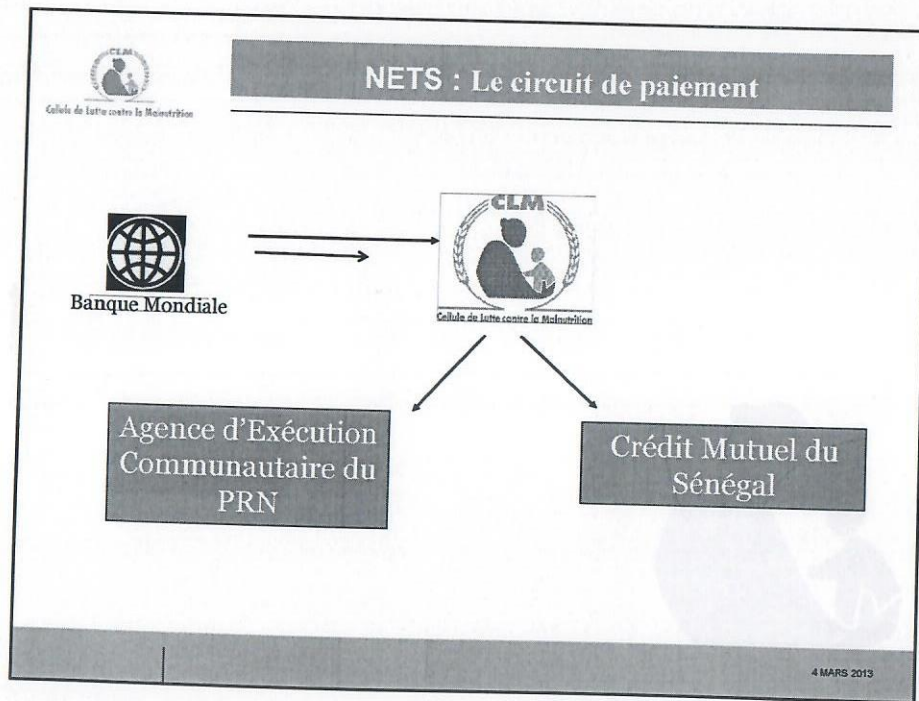 CLM
Cellule de Lutte contre la Malnutrition
NETS : Le circuit de paiement
CLM
Cellule de Lutte contre la Malnutrition
Banque Mondiale
Agence d'Exécution
Communautaire du
PRN
Crédit Mutuel du
Sénégal
4 MARS 2013